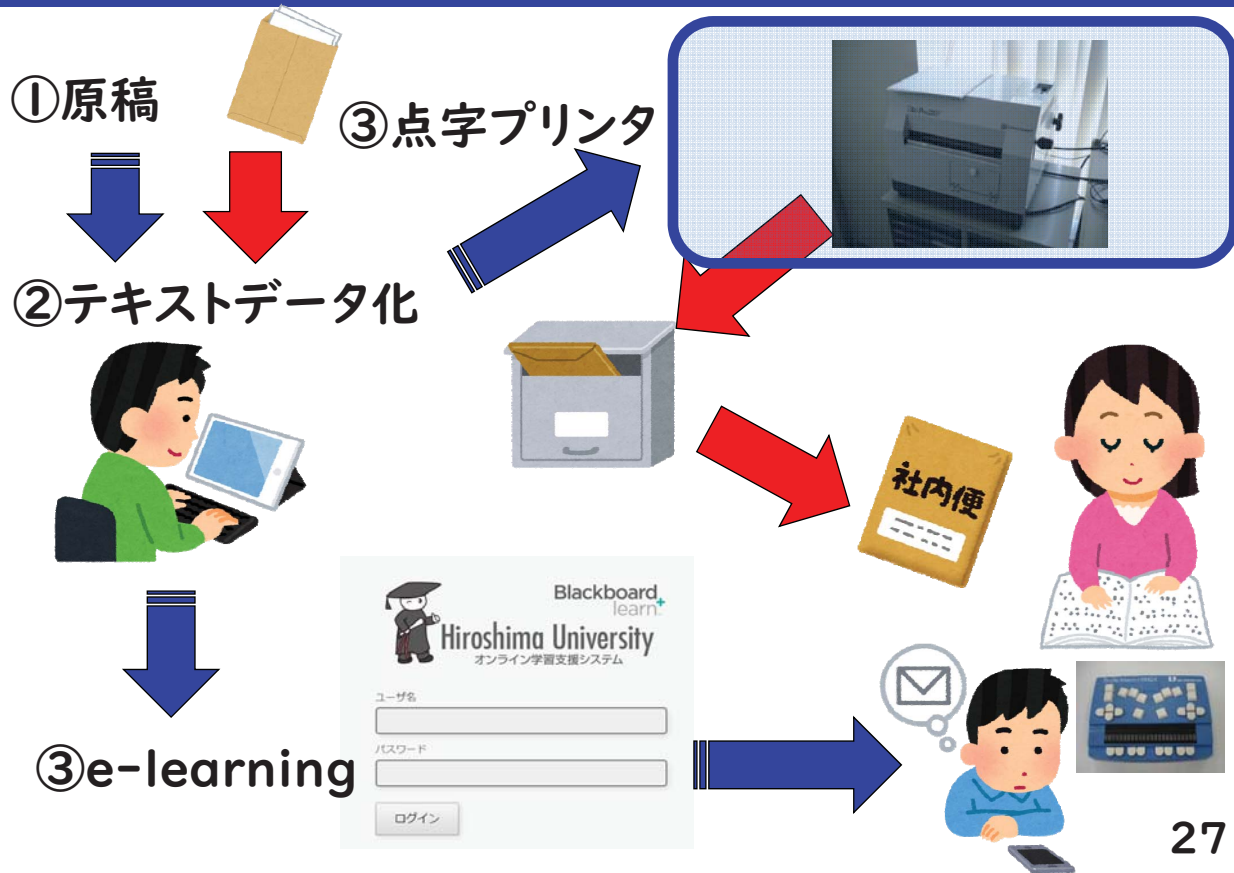 ①原稿
③点字プリンタ
②テキストデータ化
社内便
Blackboard
learn+
Hiroshima University
オンライン学習支援システム
ユーザ名
パスワード
ログイン
③e-learning
27